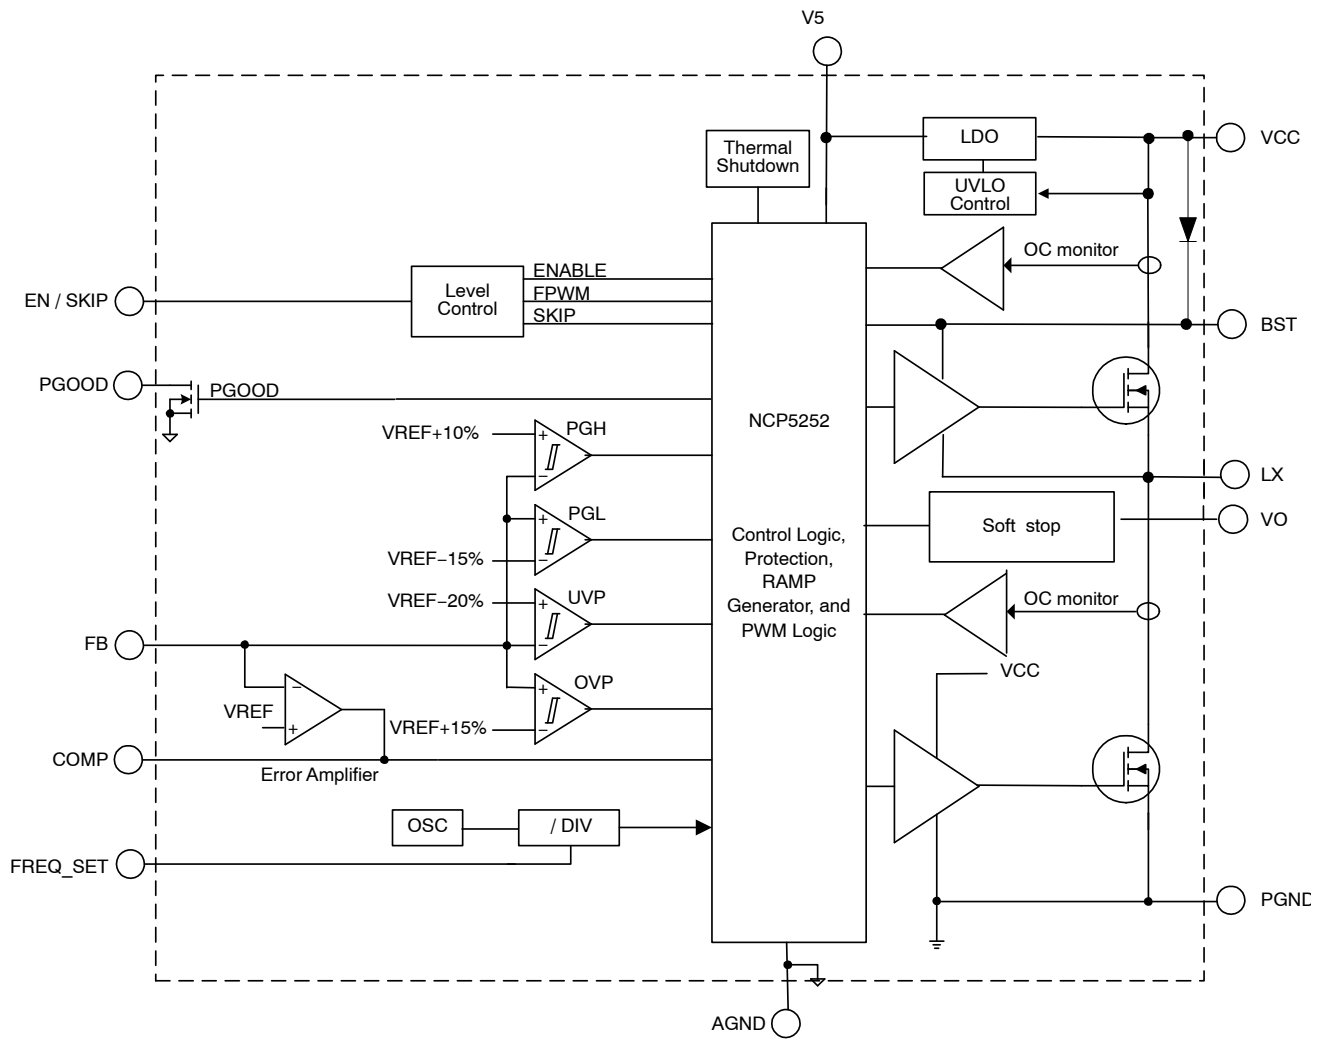 V5
Thermal
Shutdown
LDO
VCC
UVLO
Control
OC monitor
EN / SKIP
Level
Control
ENABLE
FPWM
SKIP
BST
PGOOD
PGOOD
NCP5252
VREF+10%
PGH
+
−
LX
PGL
+
−
VREF−15%
Soft stop
VO
Control Logic,
Protection,
RAMP
Generator, and
PWM Logic
VREF−20%
UVP
+
−
OC monitor
FB
VCC
OVP
+
−
VREF+15%
−
VREF
+
COMP
Error Amplifier
OSC
/ DIV
FREQ_SET
PGND
AGND